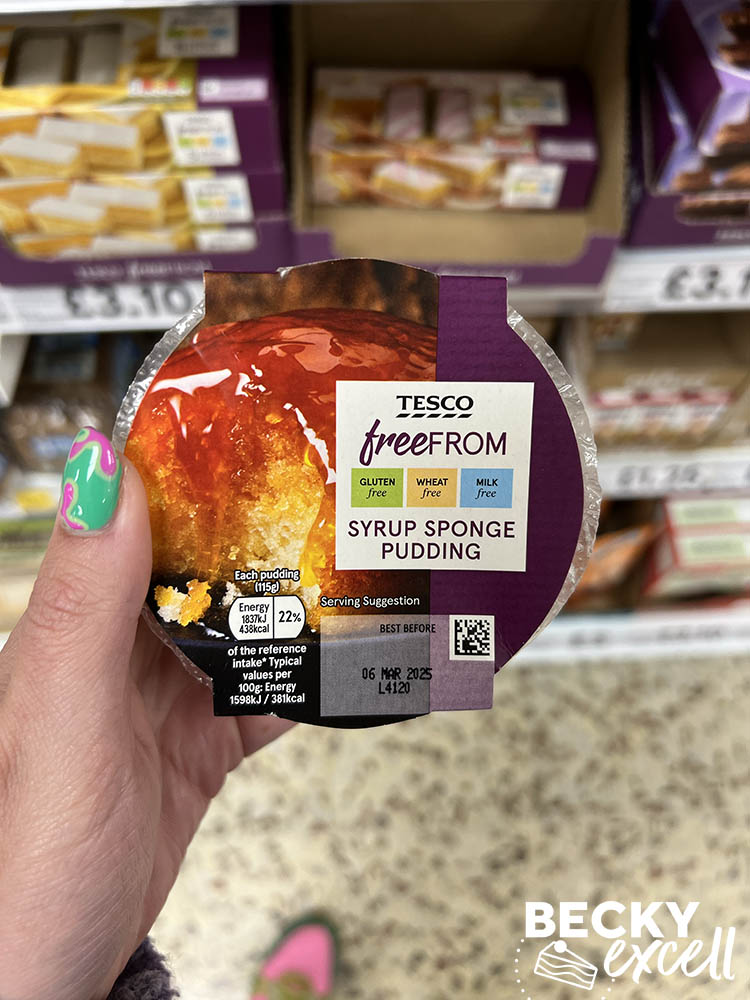 £3.10
TESCO
freeFROM
GLUTEN
free
WHEAT
free
MILK
free
SYRUP SPONGE
PUDDING
Each pudding
(115g)
Energy
1837kJ
438kcal
22%
of the reference
intake* Typical
values per
100g: Energy
1598kJ / 381kcal
Serving Suggestion
BEST BEFORE
06 MAR 2025
L4120
BECKY
excell